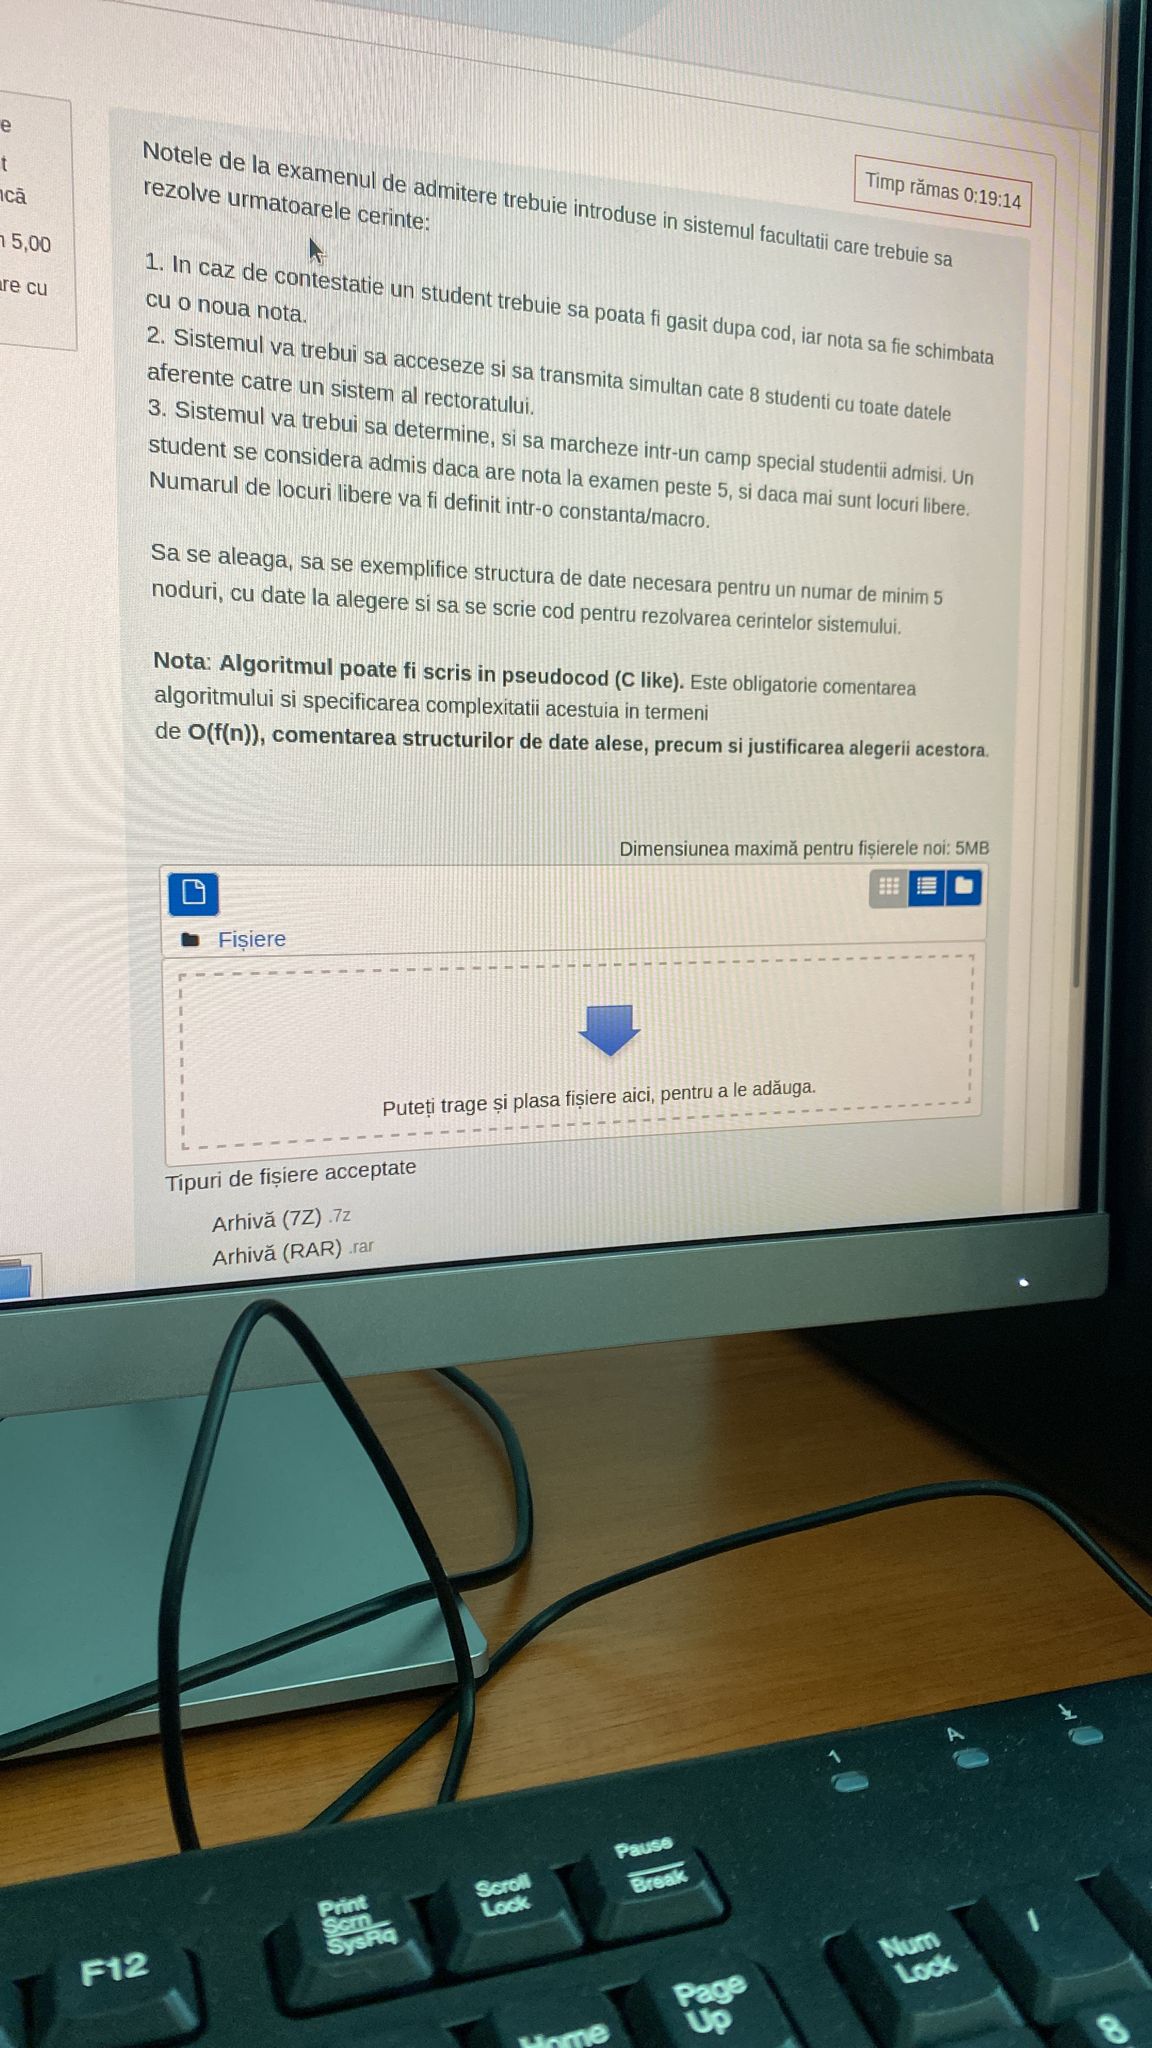 e
t
ncă
n 5,00
are cu
Timp rămas 0:19:14
Notele de la examenul de admitere trebuie introduse in sistemul facultatii care trebuie sa
rezolve urmatoarele cerinte:
1. In caz de contestatie un student trebuie sa poata fi gasit dupa cod, iar nota sa fie schimbata
cu o noua nota.
2. Sistemul va trebui sa acceseze si sa transmita simultan cate 8 studenti cu toate datele
aferente catre un sistem al rectoratului.
3. Sistemul va trebui sa determine, si sa marcheze intr-un camp special studentii admisi. Un
student se considera admis daca are nota la examen peste 5, si daca mai sunt locuri libere.
Numarul de locuri libere va fi definit intr-o constanta/macro.
Sa se aleaga, sa se exemplifice structura de date necesara pentru un numar de minim 5
noduri, cu date la alegere si sa se scrie cod pentru rezolvarea cerintelor sistemului.
Nota: Algoritmul poate fi scris in pseudocod (C like). Este obligatorie comentarea
algoritmului si specificarea complexitatii acestuia in termeni
de O(f(n)), comentarea structurilor de date alese, precum si justificarea alegerii acestora.
Dimensiunea maximă pentru fișierele noi: 5MB
Fișiere
Puteți trage și plasa fișiere aici, pentru a le adăuga.
Tipuri de fișiere acceptate
Arhivă (7Z) .7z
Arhivă (RAR) .rar
1
A
F12
Print
Scrn
SysRq
Scroll
Lock
Pause
Break
Home
Page
Up
Num
Lock
/
8